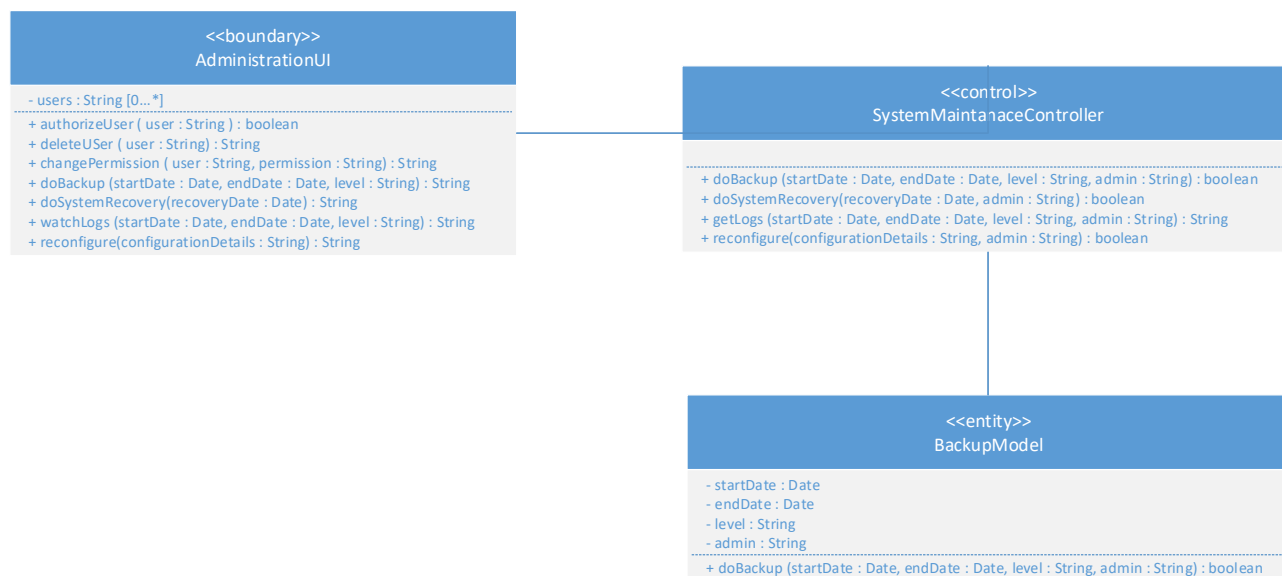 <<boundary>>
AdministrationUI
- users : String [0...*]
+ authorizeUser ( user : String ) : boolean
+ deleteUSer ( user : String) : String
+ changePermission ( user : String, permission : String) : String
+ doBackup (startDate : Date, endDate : Date, level : String) : String
+ doSystemRecovery(recoveryDate : Date) : String
+ watchLogs (startDate : Date, endDate : Date, level : String) : String
+ reconfigure(configurationDetails : String) : String
<<control>>
SystemMaintanaceController
+ doBackup (startDate : Date, endDate : Date, level : String, admin : String) : boolean
+ doSystemRecovery(recoveryDate : Date, admin : String) : boolean
+ getLogs (startDate : Date, endDate : Date, level : String, admin : String) : String
+ reconfigure(configurationDetails : String, admin : String) : boolean
<<entity>>
BackupModel
- startDate : Date
- endDate : Date
- level : String
- admin : String
+ doBackup (startDate : Date, endDate : Date, level : String, admin : String) : boolean